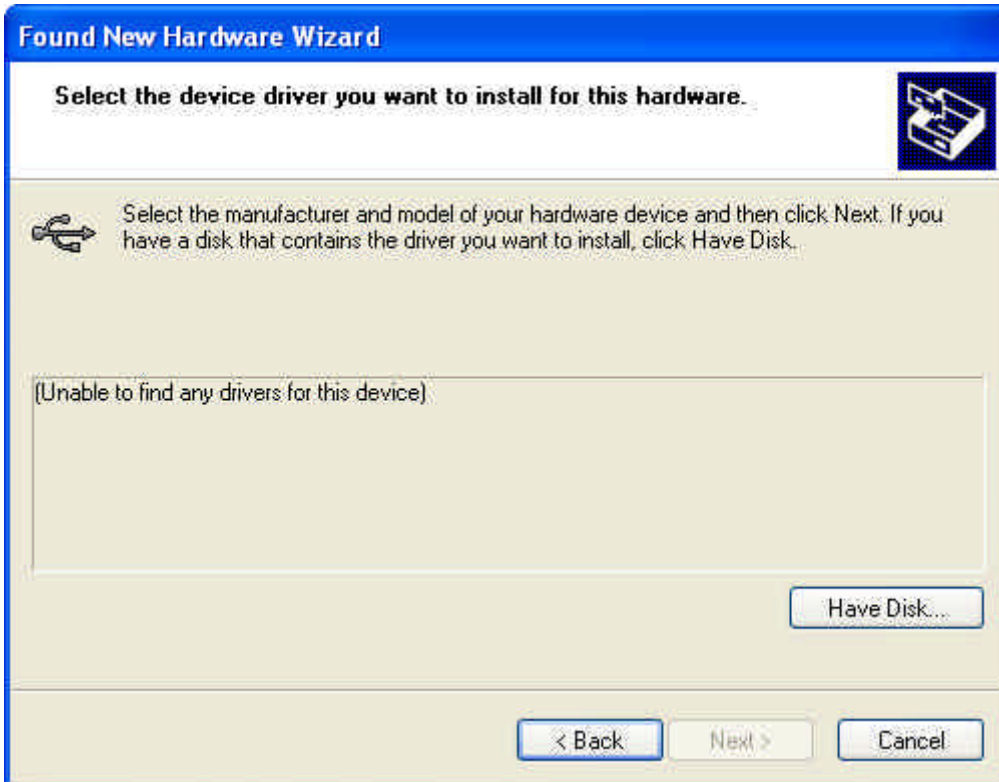 Found New Hardware Wizard
Select the device driver you want to install for this hardware.
Select the manufacturer and model of your hardware device and then click Next. If you
have a disk that contains the driver you want to install, click Have Disk.
(Unable to find any drivers for this device)
Have Disk...
< Back
Next >
Cancel